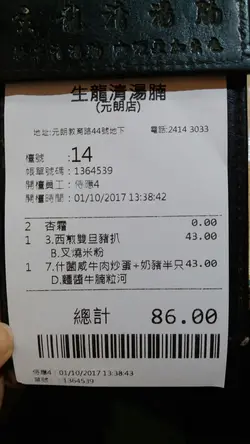 生龍清湯腩
(元朗店)
地址:元朗教育路44號地下 電話:2414 3033
檯號 :14
帳單號碼: 1364539
開檯員工: 侍應4
開檯時間: 01/10/2017 13:38:42
2 杏霜 0.00
1 3.西煎雙旦豬扒 43.00
B.叉燒米粉
1 7.什菌咸牛肉炒蛋+奶豬半只 43.00
D.麵醬牛腩粒河
總計 86.00
侍應4 : 01/10/2017 13:38:43
單號 : 1364539